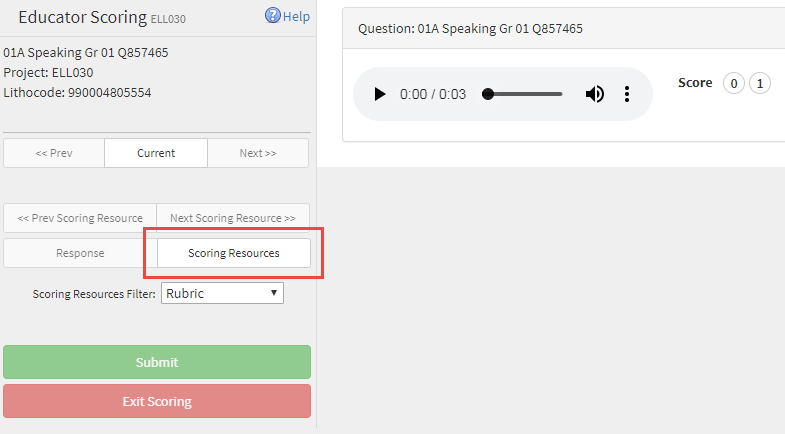 Educator Scoring ELL030
Help
01A Speaking Gr 01 Q857465
Project: ELL030
Lithocode: 990004805554
<< Prev
Current
Next >>
<< Prev Scoring Resource
Next Scoring Resource >>
Response
Scoring Resources
Scoring Resources Filter: Rubric
Submit
Exit Scoring
Question: 01A Speaking Gr 01 Q857465
0:00 / 0:03
Score 0 1